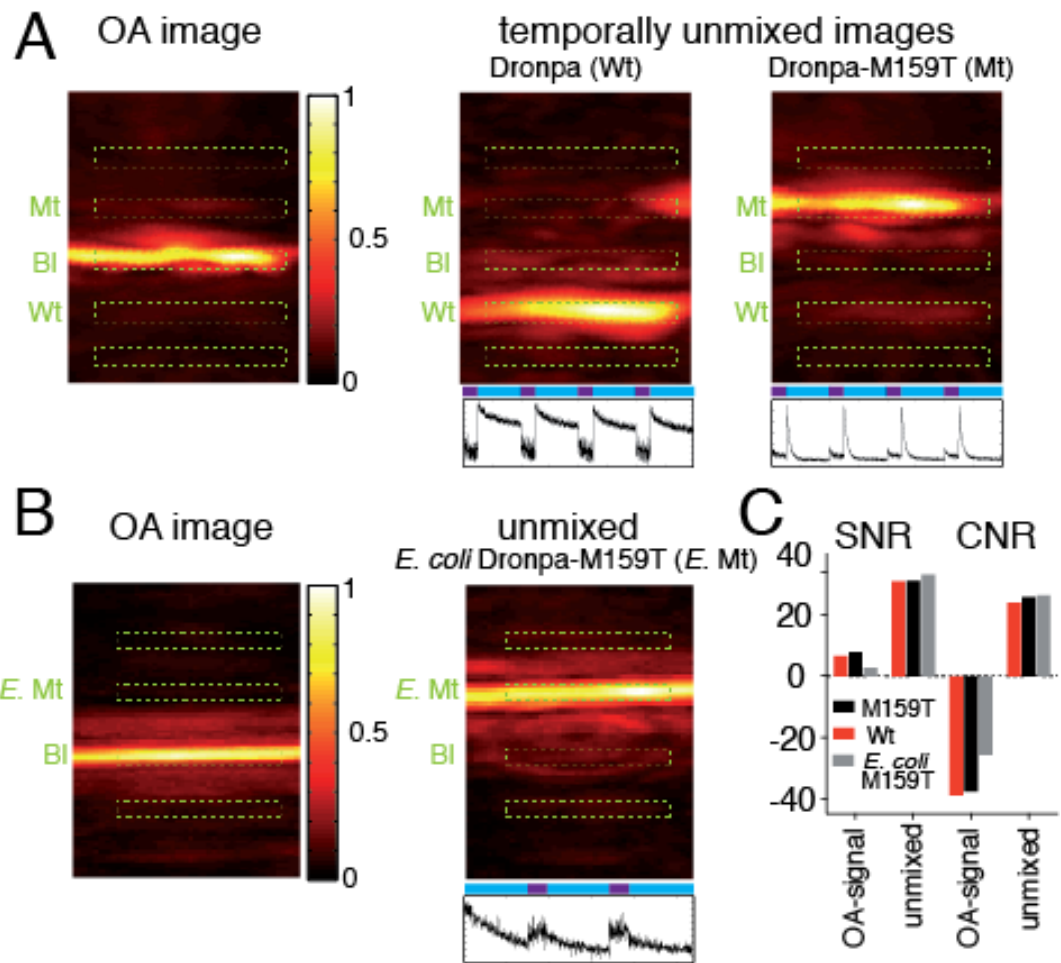 A
OA image
temporally unmixed images
Dronpa (Wt)
Dronpa-M159T (Mt)
1
0.5
0
Mt
Bl
Wt
Mt
Bl
Wt
Mt
Bl
Wt
B
OA image
unmixed
E. coli Dronpa-M159T (E. Mt)
1
0.5
0
E. Mt
Bl
E. Mt
Bl
C
SNR
CNR
40
20
0
-20
-40
M159T
Wt
E. coli
M159T
OA-signal
unmixed
OA-signal
unmixed